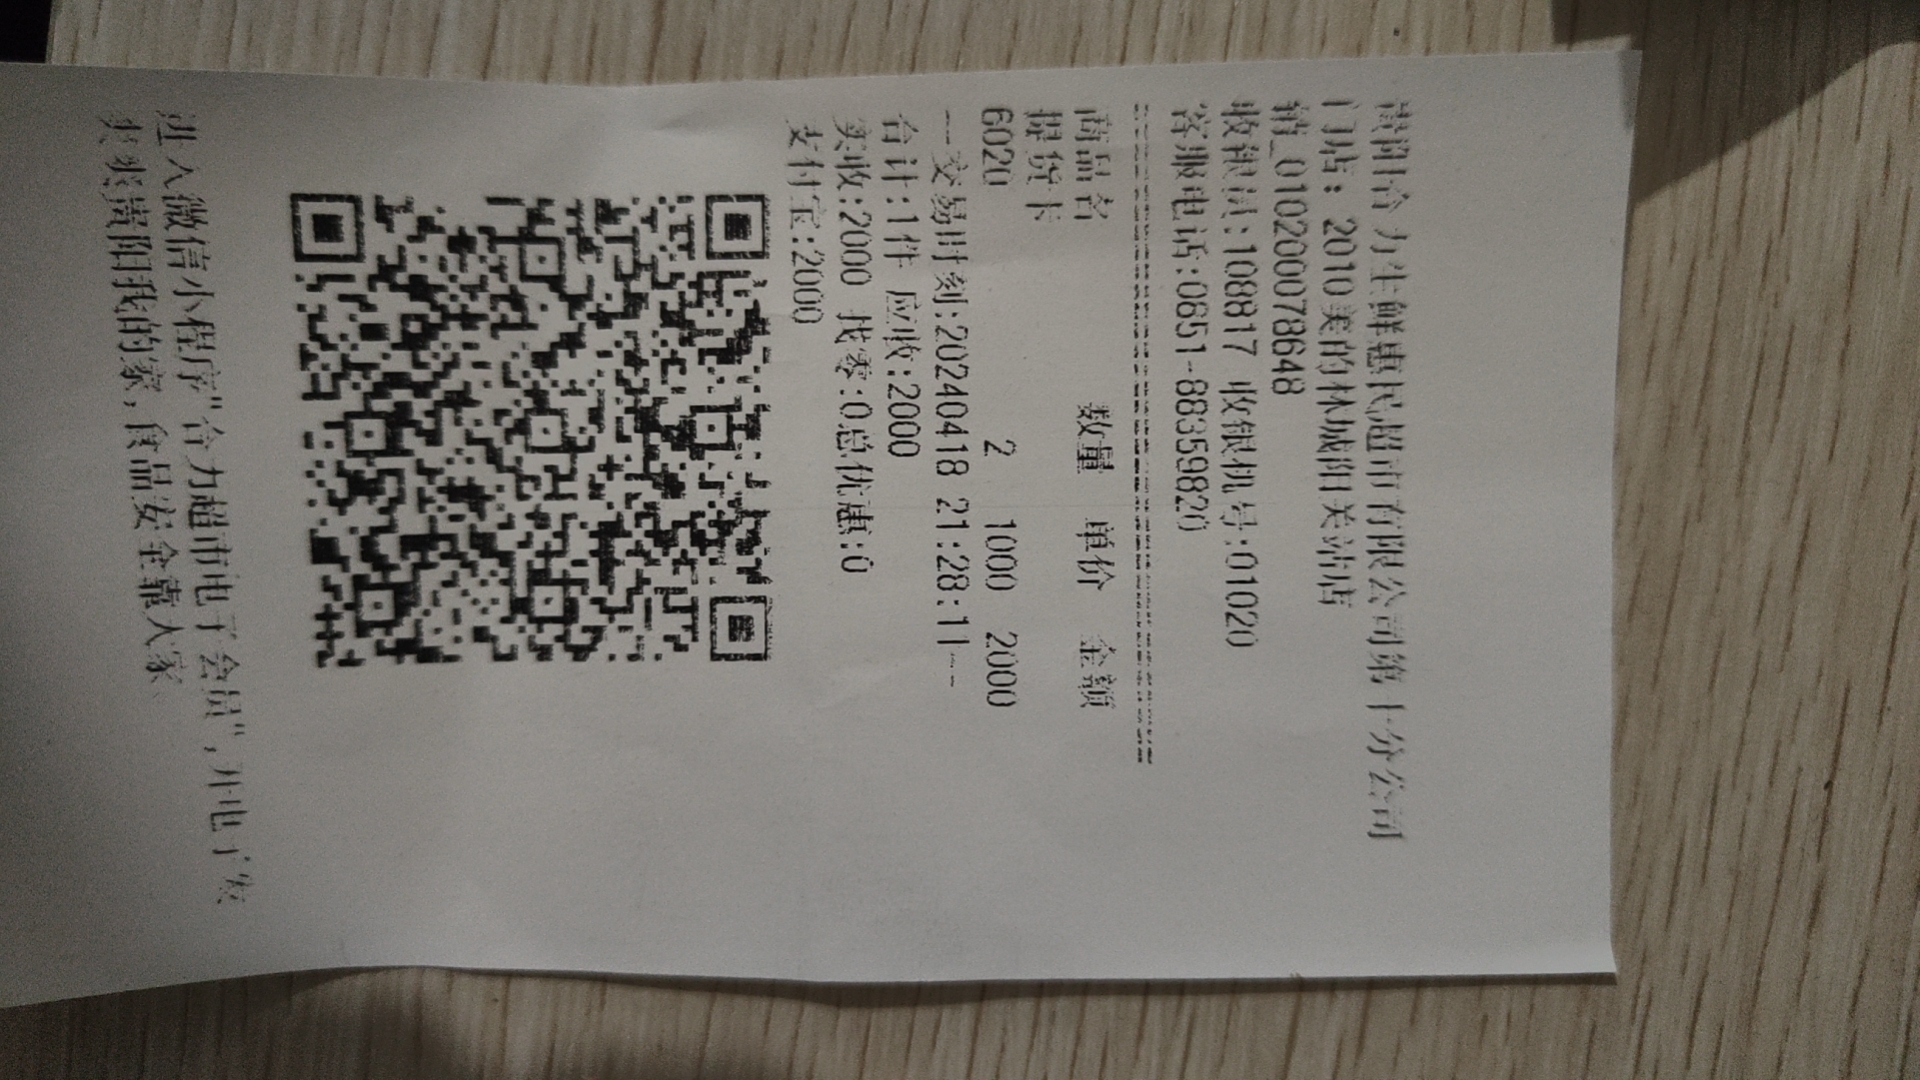 贵阳合力生鲜惠民超市有限公司第十分公司
门店：2010美的林城阳关站店
销_010200078648
收银员:108817 收银机号:01020
客服电话:0851-88359820
商品名 数量 单价 金额
提货卡
6020 2 1000 2000
--交易时刻:20240418 21:28:11--
合计:1件 应收:2000
实收:2000 找零:0总优惠:0
支付宝:2000
进入微信小程序"合力超市电子会员"，开电子发
爽爽贵阳我的家，食品安全靠大家